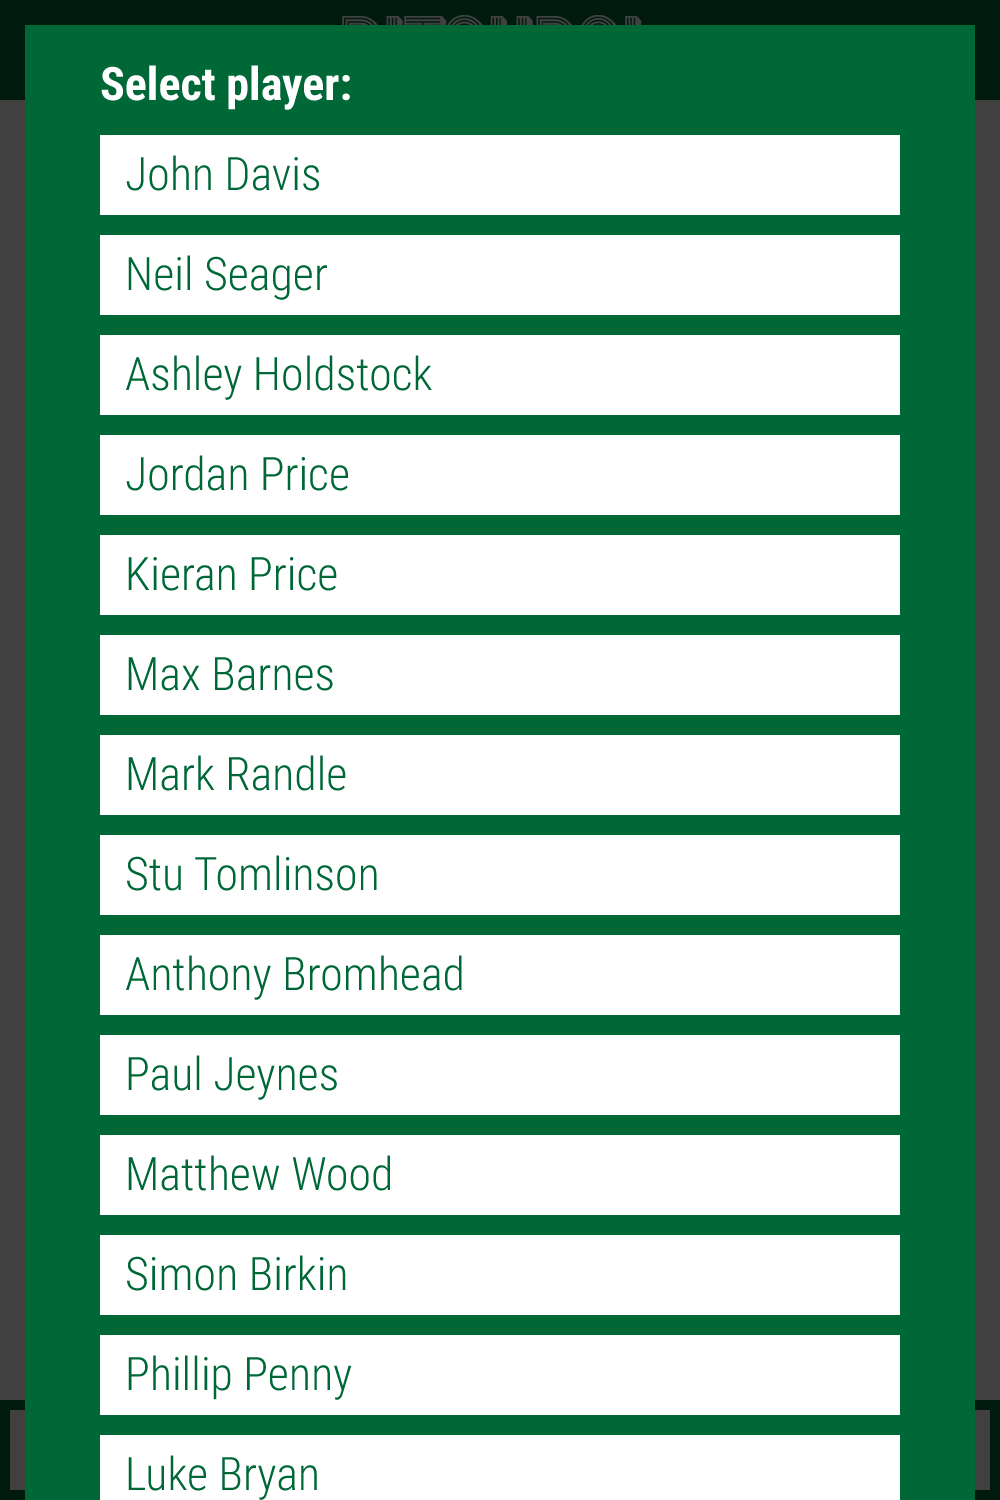 Select player:
John Davis
Neil Seager
Ashley Holdstock
Jordan Price
Kieran Price
Max Barnes
Mark Randle
Stu Tomlinson
Anthony Bromhead
Paul Jeynes
Matthew Wood
Simon Birkin
Phillip Penny
Luke Bryan